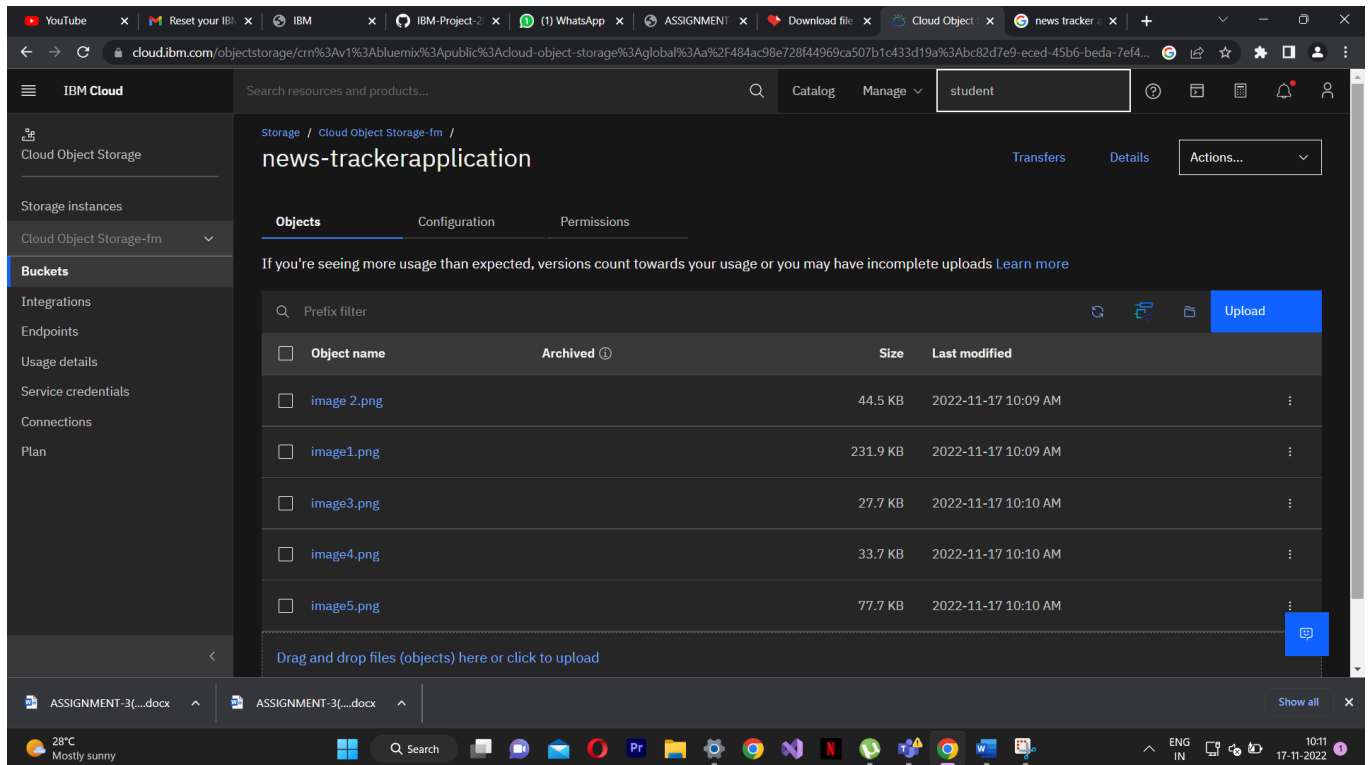 YouTube
Reset your IBM
IBM
IBM-Project-2
(1) WhatsApp
ASSIGNMENT
Download file
Cloud Object
news tracker a
cloud.ibm.com/objectstorage/crn%3Av1%3Abluemix%3Apublic%3Acloud-object-storage%3Aglobal%3Aa%2F484ac98e728f44969ca507b1c433d19a%3Abc82d7e9-eced-45b6-beda-7ef4...
IBM Cloud
Search resources and products...
Catalog
Manage
student
Cloud Object Storage
Storage instances
Cloud Object Storage-fm
Buckets
Integrations
Endpoints
Usage details
Service credentials
Connections
Plan
Storage / Cloud Object Storage-fm /
news-trackerapplication
Transfers
Details
Actions...
Objects
Configuration
Permissions
If you're seeing more usage than expected, versions count towards your usage or you may have incomplete uploads Learn more
Prefix filter
Upload
Object name Archived Size Last modified
image 2.png 44.5 KB 2022-11-17 10:09 AM
image1.png 231.9 KB 2022-11-17 10:09 AM
image3.png 27.7 KB 2022-11-17 10:10 AM
image4.png 33.7 KB 2022-11-17 10:10 AM
image5.png 77.7 KB 2022-11-17 10:10 AM
Drag and drop files (objects) here or click to upload
ASSIGNMENT-3(....docx
ASSIGNMENT-3(....docx
Show all
28°C
Mostly sunny
Search
Pr
ENG
IN
10:11
17-11-2022
1